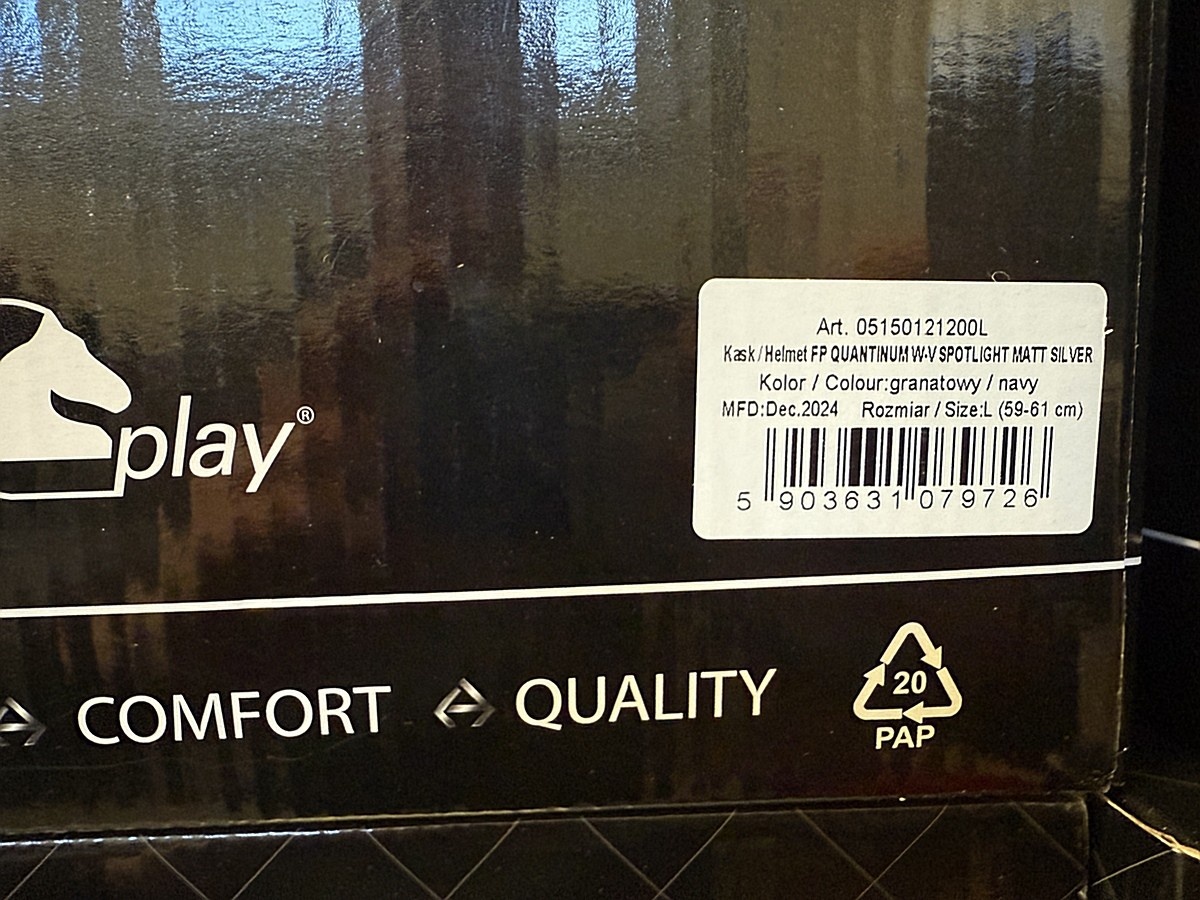 play®
Art. 05150121200L
Kask / Helmet FP QUANTINUM W-V SPOTLIGHT MATT SILVER
Kolor / Colour:granatowy / navy
MFD:Dec.2024 Rozmiar / Size:L (59-61 cm)
5 903631 079726
COMFORT QUALITY
20
PAP